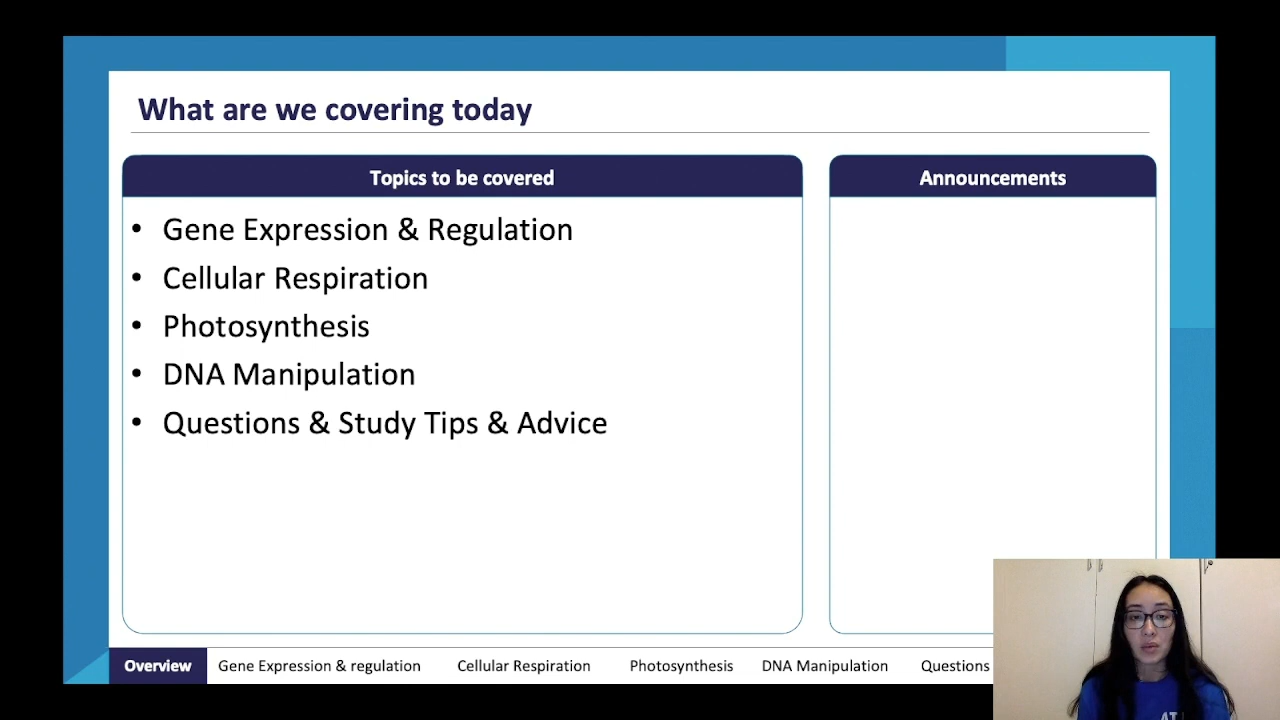 What are we covering today
Topics to be covered
• Gene Expression & Regulation
• Cellular Respiration
• Photosynthesis
• DNA Manipulation
• Questions & Study Tips & Advice
Announcements
Overview
Gene Expression & regulation
Cellular Respiration
Photosynthesis
DNA Manipulation
Questions